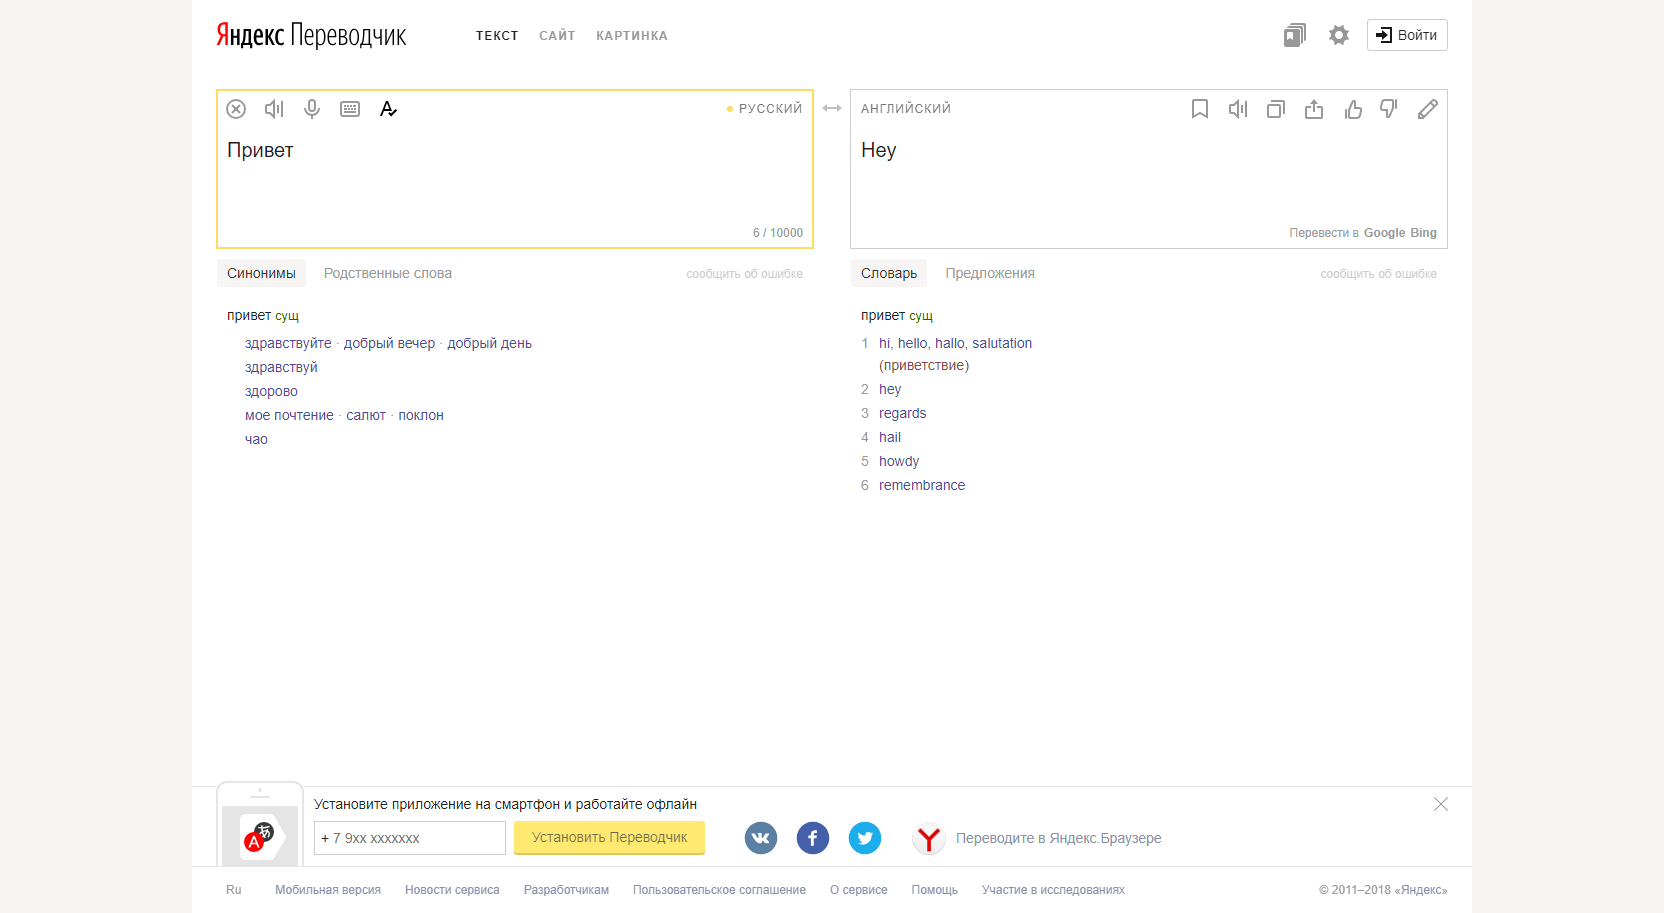 Яндекс Переводчик ТЕКСТ САЙТ КАРТИНКА Войти
РУССКИЙ
Привет
6 / 10000
АНГЛИЙСКИЙ
Hey
Перевести в Google Bing
Синонимы Родственные слова сообщить об ошибке
привет сущ
здравствуйте · добрый вечер · добрый день
здравствуй
здорово
мое почтение · салют · поклон
чао
Словарь Предложения сообщить об ошибке
привет сущ
1 hi, hello, hallo, salutation
(приветствие)
2 hey
3 regards
4 hail
5 howdy
6 remembrance
Установите приложение на смартфон и работайте офлайн
+ 7 9xx xxxxxxx Установить Переводчик Переводите в Яндекс.Браузере
Ru Мобильная версия Новости сервиса Разработчикам Пользовательское соглашение О сервисе Помощь Участие в исследованиях © 2011–2018 «Яндекс»